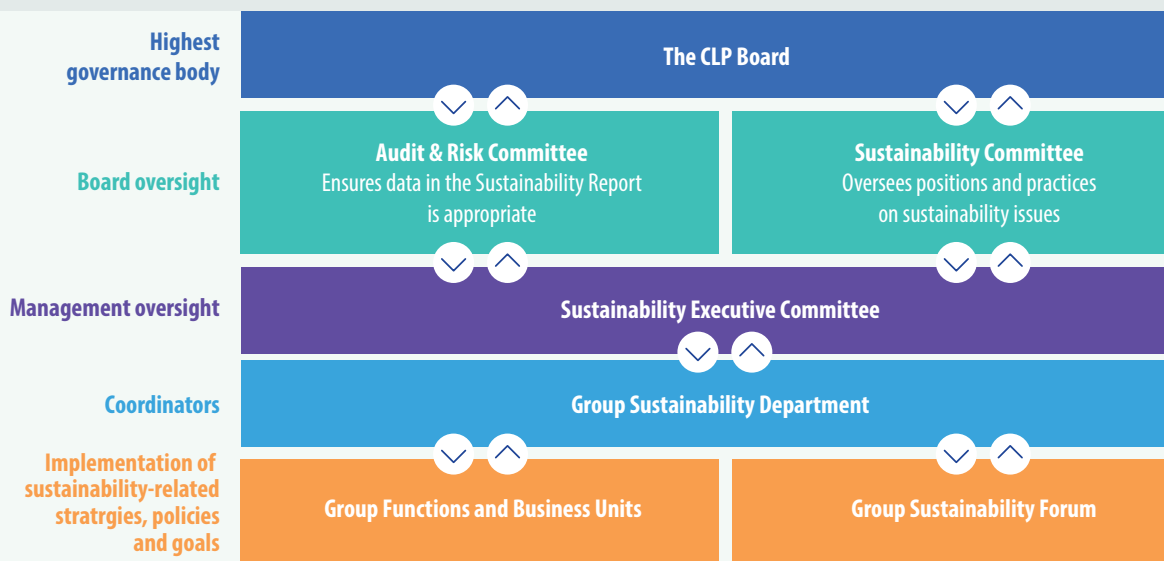 Highest
governance body
The CLP Board
Board oversight
Audit & Risk Committee
Ensures data in the Sustainability Report
is appropriate
Sustainability Committee
Oversees positions and practices
on sustainability issues
Management oversight
Sustainability Executive Committee
Coordinators
Group Sustainability Department
Implementation of
sustainability-related
stratrgies, policies
and goals
Group Functions and Business Units
Group Sustainability Forum